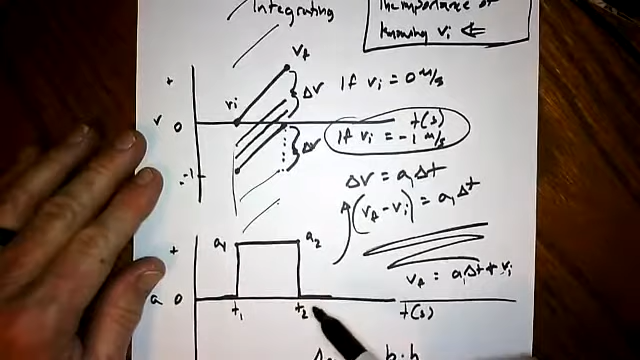 Integrating
The importance of
knowing vi ⇐
vf
+
vi
Δv
If vi = 0 m/s
v 0
t(s)
If vi = -1 m/s
Δv
-1
Δv = a₁Δt
(vf - vi) = a₁Δt
+
a₁
a₂
vf = a₁Δt + vi
a 0
t₁
t₂
t(s)